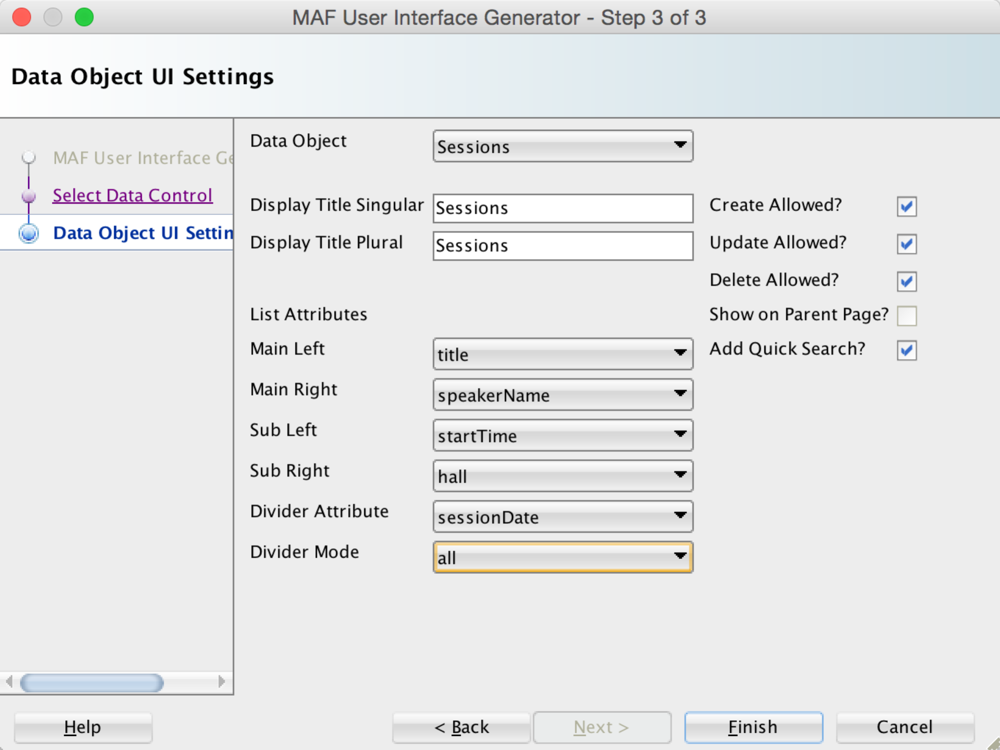 MAF User Interface Generator - Step 3 of 3
Data Object UI Settings
MAF User Interface Ge
Select Data Control
Data Object UI Settin
Data Object Sessions
Display Title Singular Sessions Create Allowed?
Display Title Plural Sessions Update Allowed?
Delete Allowed?
List Attributes Show on Parent Page?
Main Left title Add Quick Search?
Main Right speakerName
Sub Left startTime
Sub Right hall
Divider Attribute sessionDate
Divider Mode all
Help < Back Next > Finish Cancel